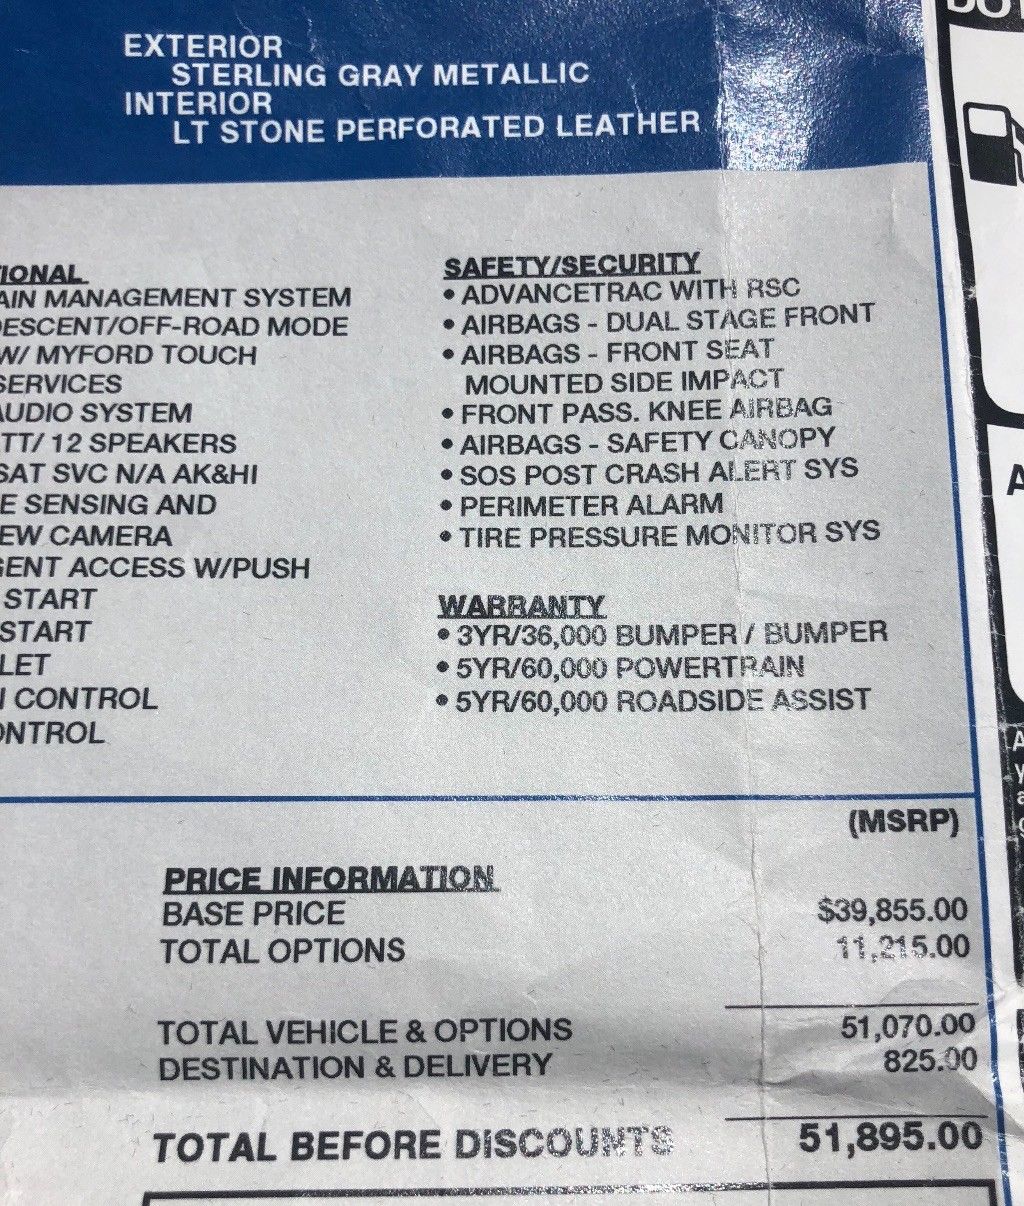 EXTERIOR
STERLING GRAY METALLIC
INTERIOR
LT STONE PERFORATED LEATHER
IONAL
AIN MANAGEMENT SYSTEM
DESCENT/OFF-ROAD MODE
W/ MYFORD TOUCH
SERVICES
AUDIO SYSTEM
TT/ 12 SPEAKERS
SAT SVC N/A AK&HI
E SENSING AND
EW CAMERA
GENT ACCESS W/PUSH
START
START
LET
CONTROL
ONTROL
SAFETY/SECURITY
• ADVANCETRAC WITH RSC
• AIRBAGS - DUAL STAGE FRONT
• AIRBAGS - FRONT SEAT
MOUNTED SIDE IMPACT
• FRONT PASS. KNEE AIRBAG
• AIRBAGS - SAFETY CANOPY
• SOS POST CRASH ALERT SYS
• PERIMETER ALARM
• TIRE PRESSURE MONITOR SYS
WARRANTY
• 3YR/36,000 BUMPER / BUMPER
• 5YR/60,000 POWERTRAIN
• 5YR/60,000 ROADSIDE ASSIST
(MSRP)
PRICE INFORMATION
BASE PRICE $39,855.00
TOTAL OPTIONS 11,215.00
TOTAL VEHICLE & OPTIONS 51,070.00
DESTINATION & DELIVERY 825.00
TOTAL BEFORE DISCOUNTS 51,895.00